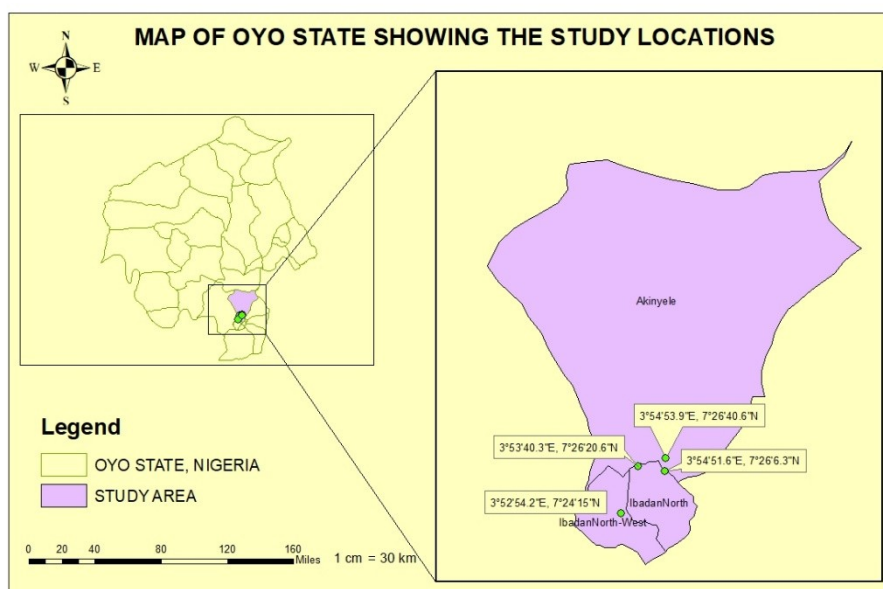 MAP OF OYO STATE SHOWING THE STUDY LOCATIONS
N
W E
S
Akinyele
3°54'53.9"E, 7°26'40.6"N
3°53'40.3"E, 7°26'20.6"N
3°54'51.6"E, 7°26'6.3"N
3°52'54.2"E, 7°24'15"N
IbadanNorth
IbadanNorth-West
Legend
OYO STATE, NIGERIA
STUDY AREA
0 20 40 80 120 160
Miles
1 cm = 30 km